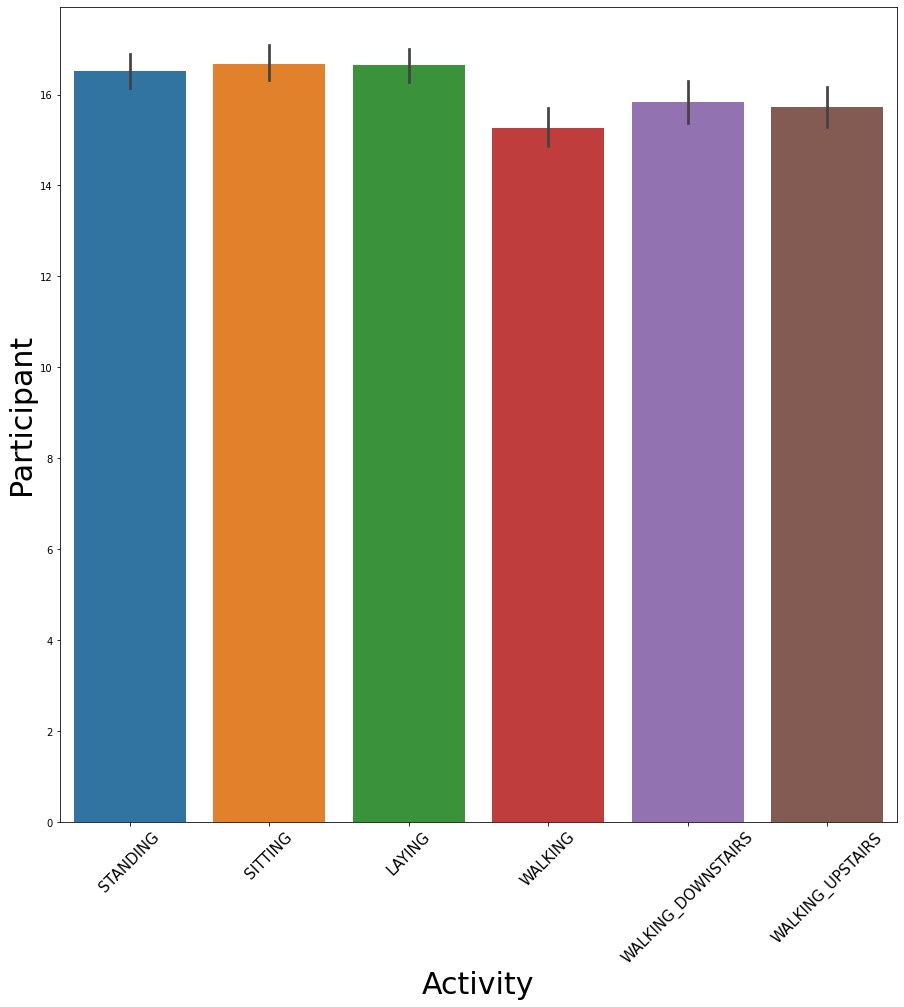 Participant
16
14
12
10
8
6
4
2
0
STANDING
SITTING
LAYING
WALKING
WALKING_DOWNSTAIRS
WALKING_UPSTAIRS
Activity